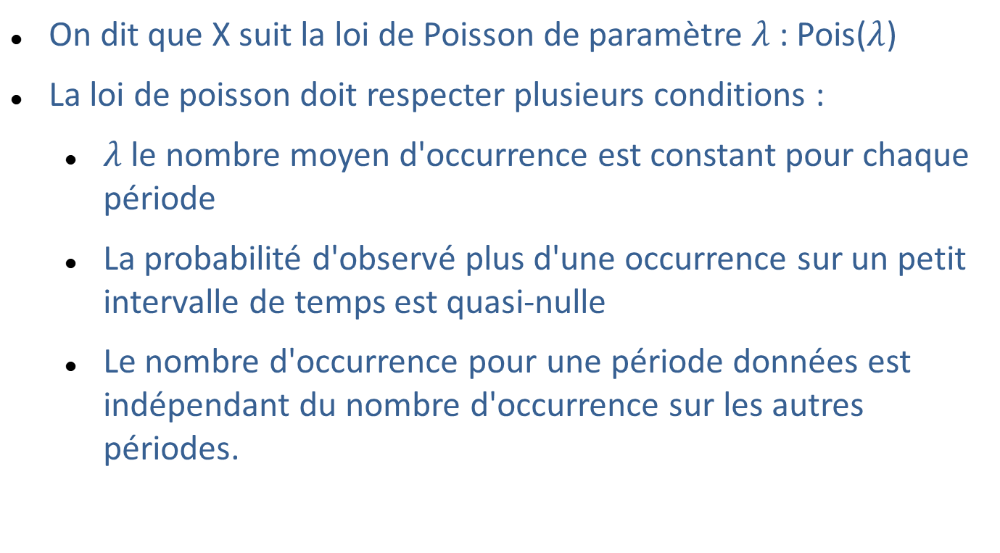 On dit que X suit la loi de Poisson de paramètre λ : Pois(λ)
La loi de poisson doit respecter plusieurs conditions :
λ le nombre moyen d'occurrence est constant pour chaque
période
La probabilité d'observé plus d'une occurrence sur un petit
intervalle de temps est quasi-nulle
Le nombre d'occurrence pour une période données est
indépendant du nombre d'occurrence sur les autres
périodes.